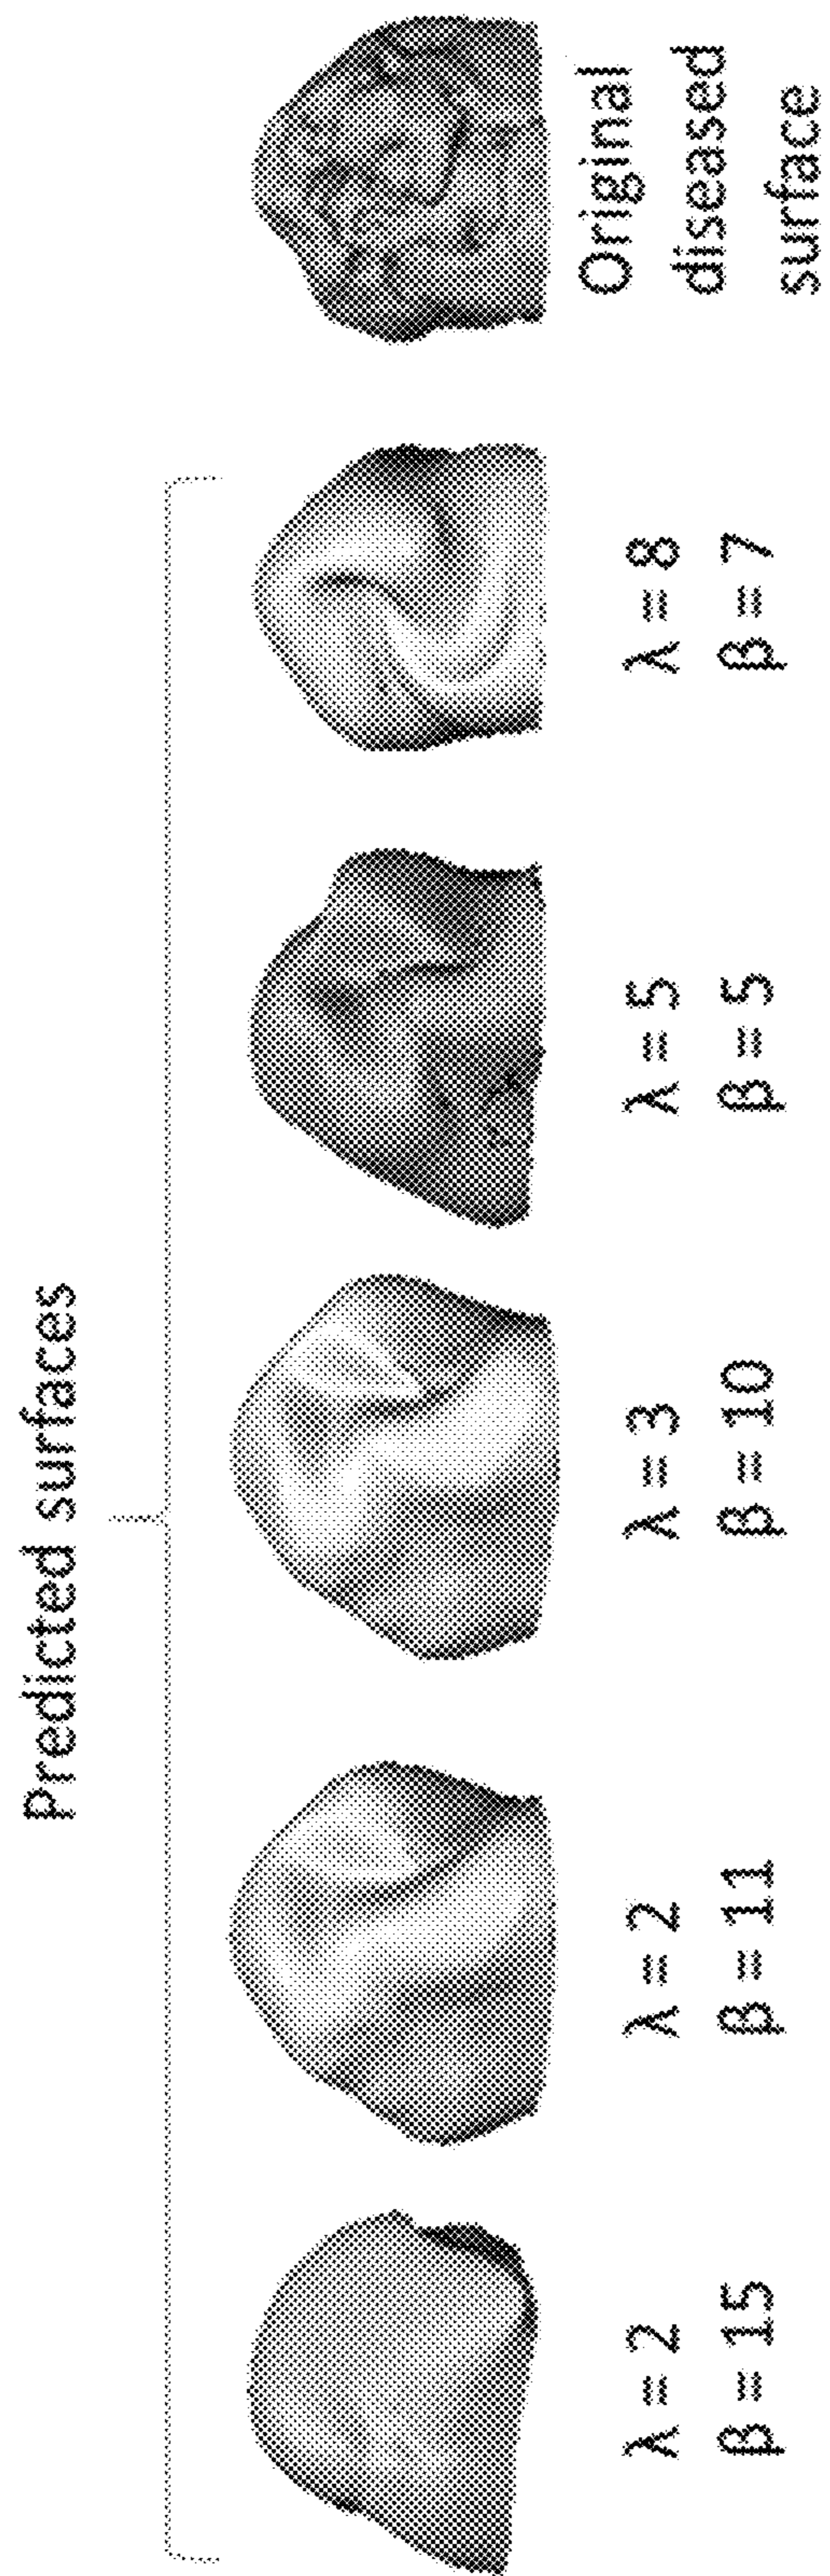 Predicted surfaces
λ = 2
β = 15
λ = 2
β = 11
λ = 3
β = 10
λ = 5
β = 5
λ = 8
β = 7
Original
diseased
surface